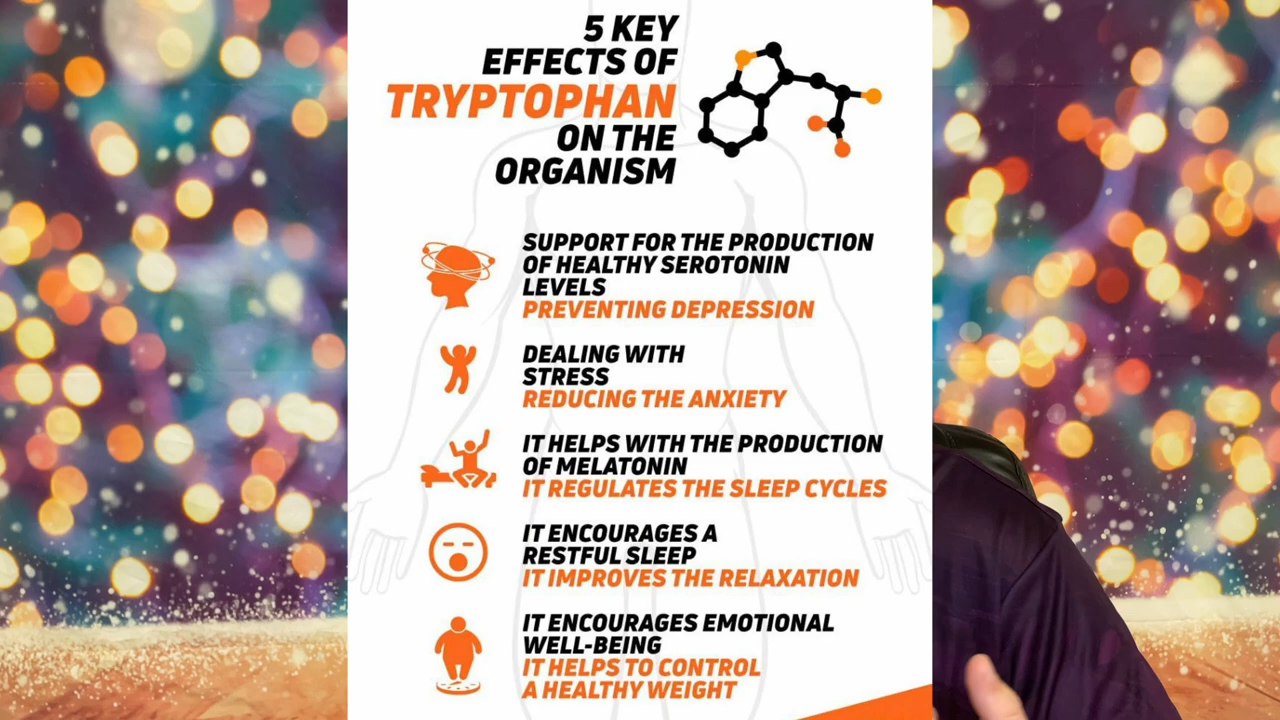 5 KEY
EFFECTS OF
TRYPTOPHAN
ON THE
ORGANISM
SUPPORT FOR THE PRODUCTION
OF HEALTHY SEROTONIN
LEVELS
PREVENTING DEPRESSION
DEALING WITH
STRESS
REDUCING THE ANXIETY
IT HELPS WITH THE PRODUCTION
OF MELATONIN
IT REGULATES THE SLEEP CYCLES
IT ENCOURAGES A
RESTFUL SLEEP
IT IMPROVES THE RELAXATION
IT ENCOURAGES EMOTIONAL
WELL-BEING
IT HELPS TO CONTROL
A HEALTHY WEIGHT